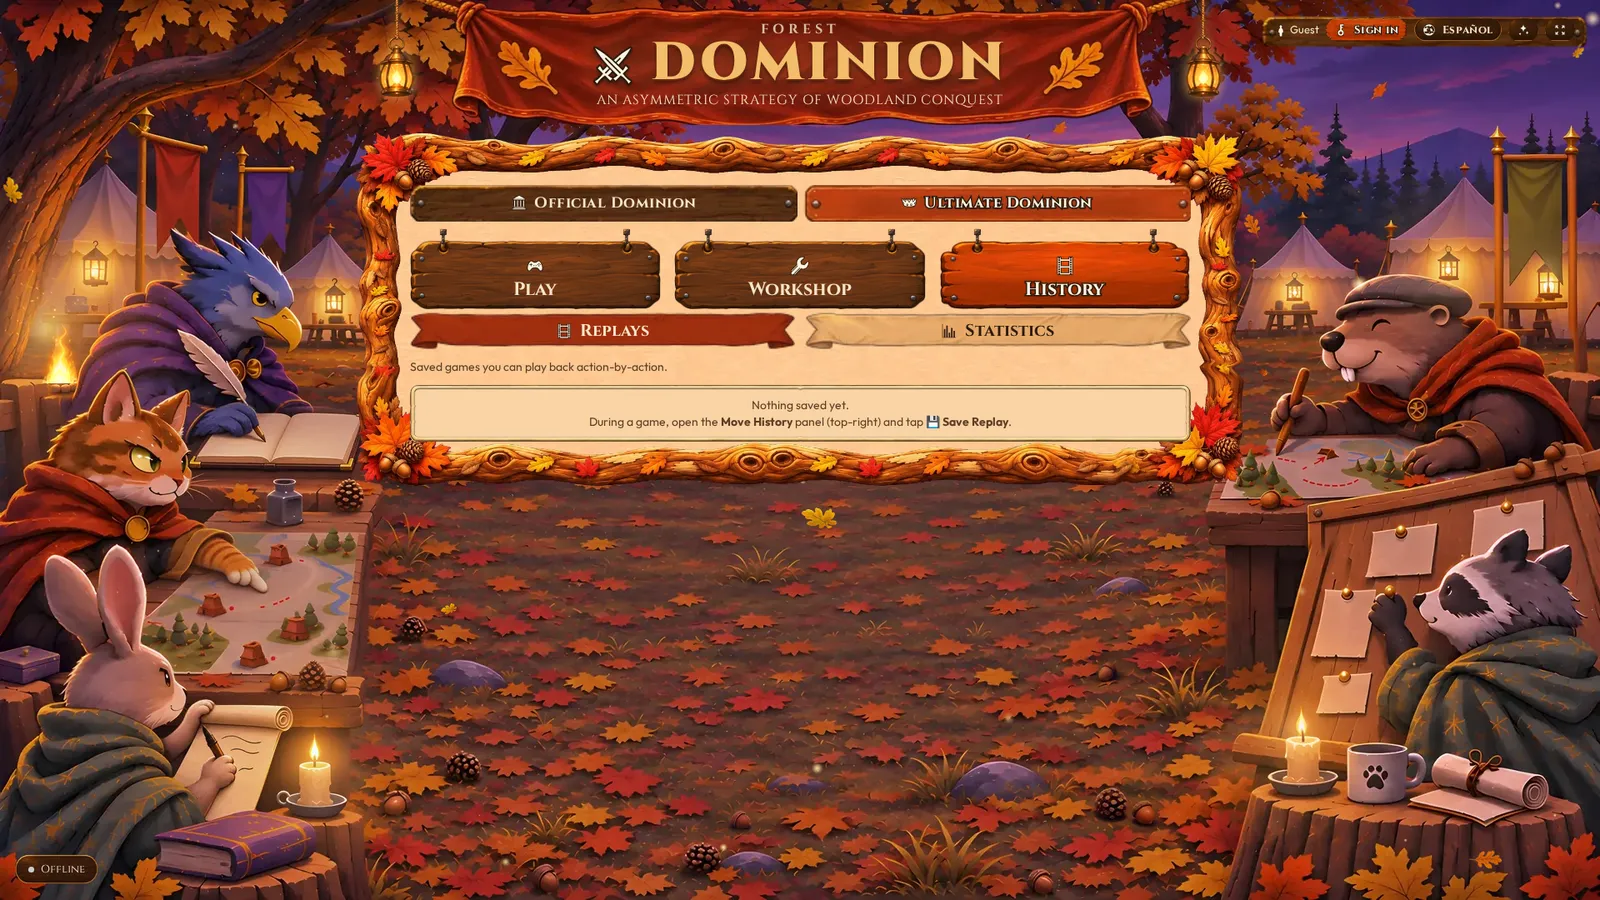 FOREST
DOMINION
AN ASYMMETRIC STRATEGY OF WOODLAND CONQUEST
Guest
SIGN IN
ESPAÑOL
OFFICIAL DOMINION
ULTIMATE DOMINION
PLAY
WORKSHOP
HISTORY
REPLAYS
STATISTICS
Saved games you can play back action-by-action.
Nothing saved yet.
During a game, open the Move History panel (top-right) and tap 💾 Save Replay.
OFFLINE